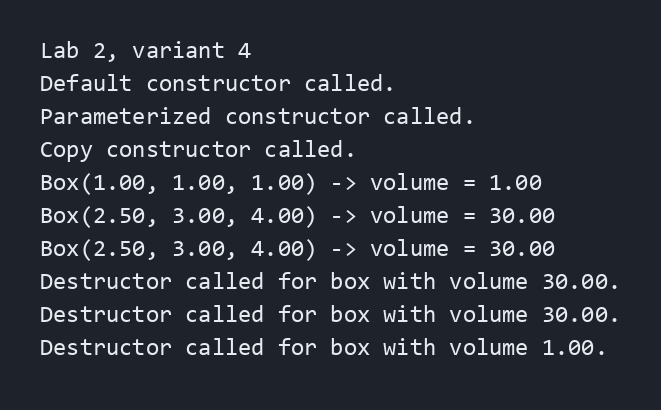 Lab 2, variant 4
Default constructor called.
Parameterized constructor called.
Copy constructor called.
Box(1.00, 1.00, 1.00) -> volume = 1.00
Box(2.50, 3.00, 4.00) -> volume = 30.00
Box(2.50, 3.00, 4.00) -> volume = 30.00
Destructor called for box with volume 30.00.
Destructor called for box with volume 30.00.
Destructor called for box with volume 1.00.